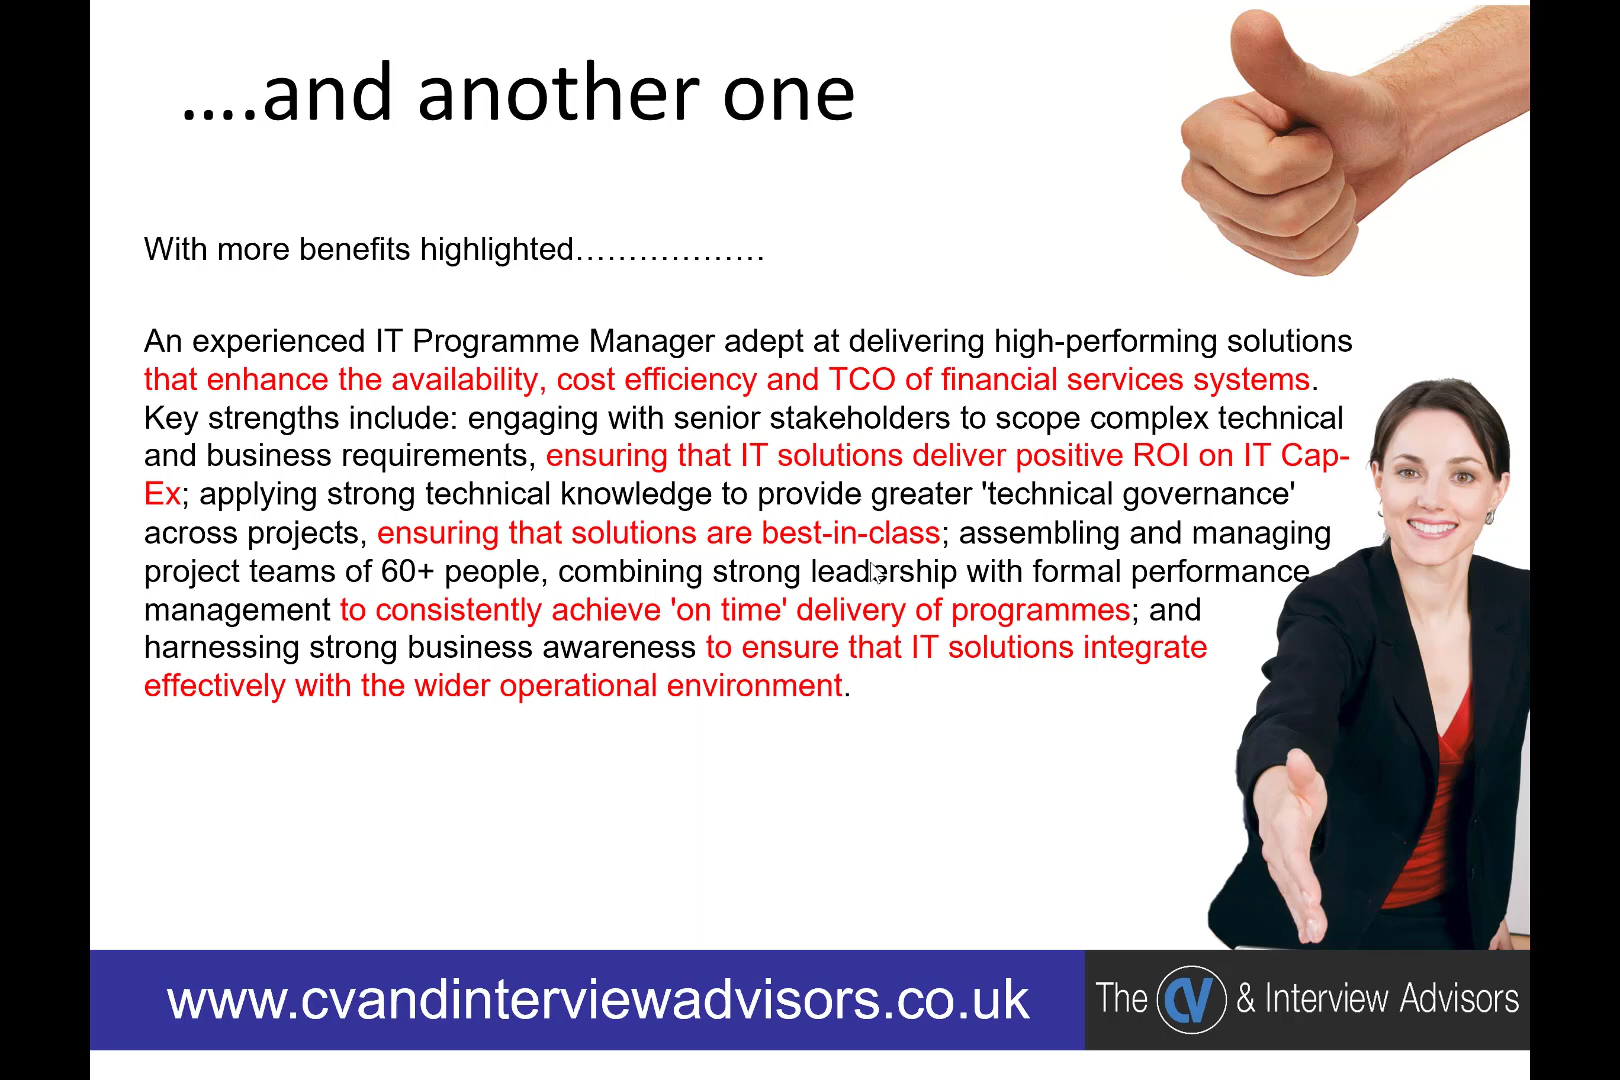 ….and another one
With more benefits highlighted………………
An experienced IT Programme Manager adept at delivering high-performing solutions
that enhance the availability, cost efficiency and TCO of financial services systems.
Key strengths include: engaging with senior stakeholders to scope complex technical
and business requirements, ensuring that IT solutions deliver positive ROI on IT Cap-
Ex; applying strong technical knowledge to provide greater 'technical governance'
across projects, ensuring that solutions are best-in-class; assembling and managing
project teams of 60+ people, combining strong leadership with formal performance
management to consistently achieve 'on time' delivery of programmes; and
harnessing strong business awareness to ensure that IT solutions integrate
effectively with the wider operational environment.
www.cvandinterviewadvisors.co.uk
The CV & Interview Advisors